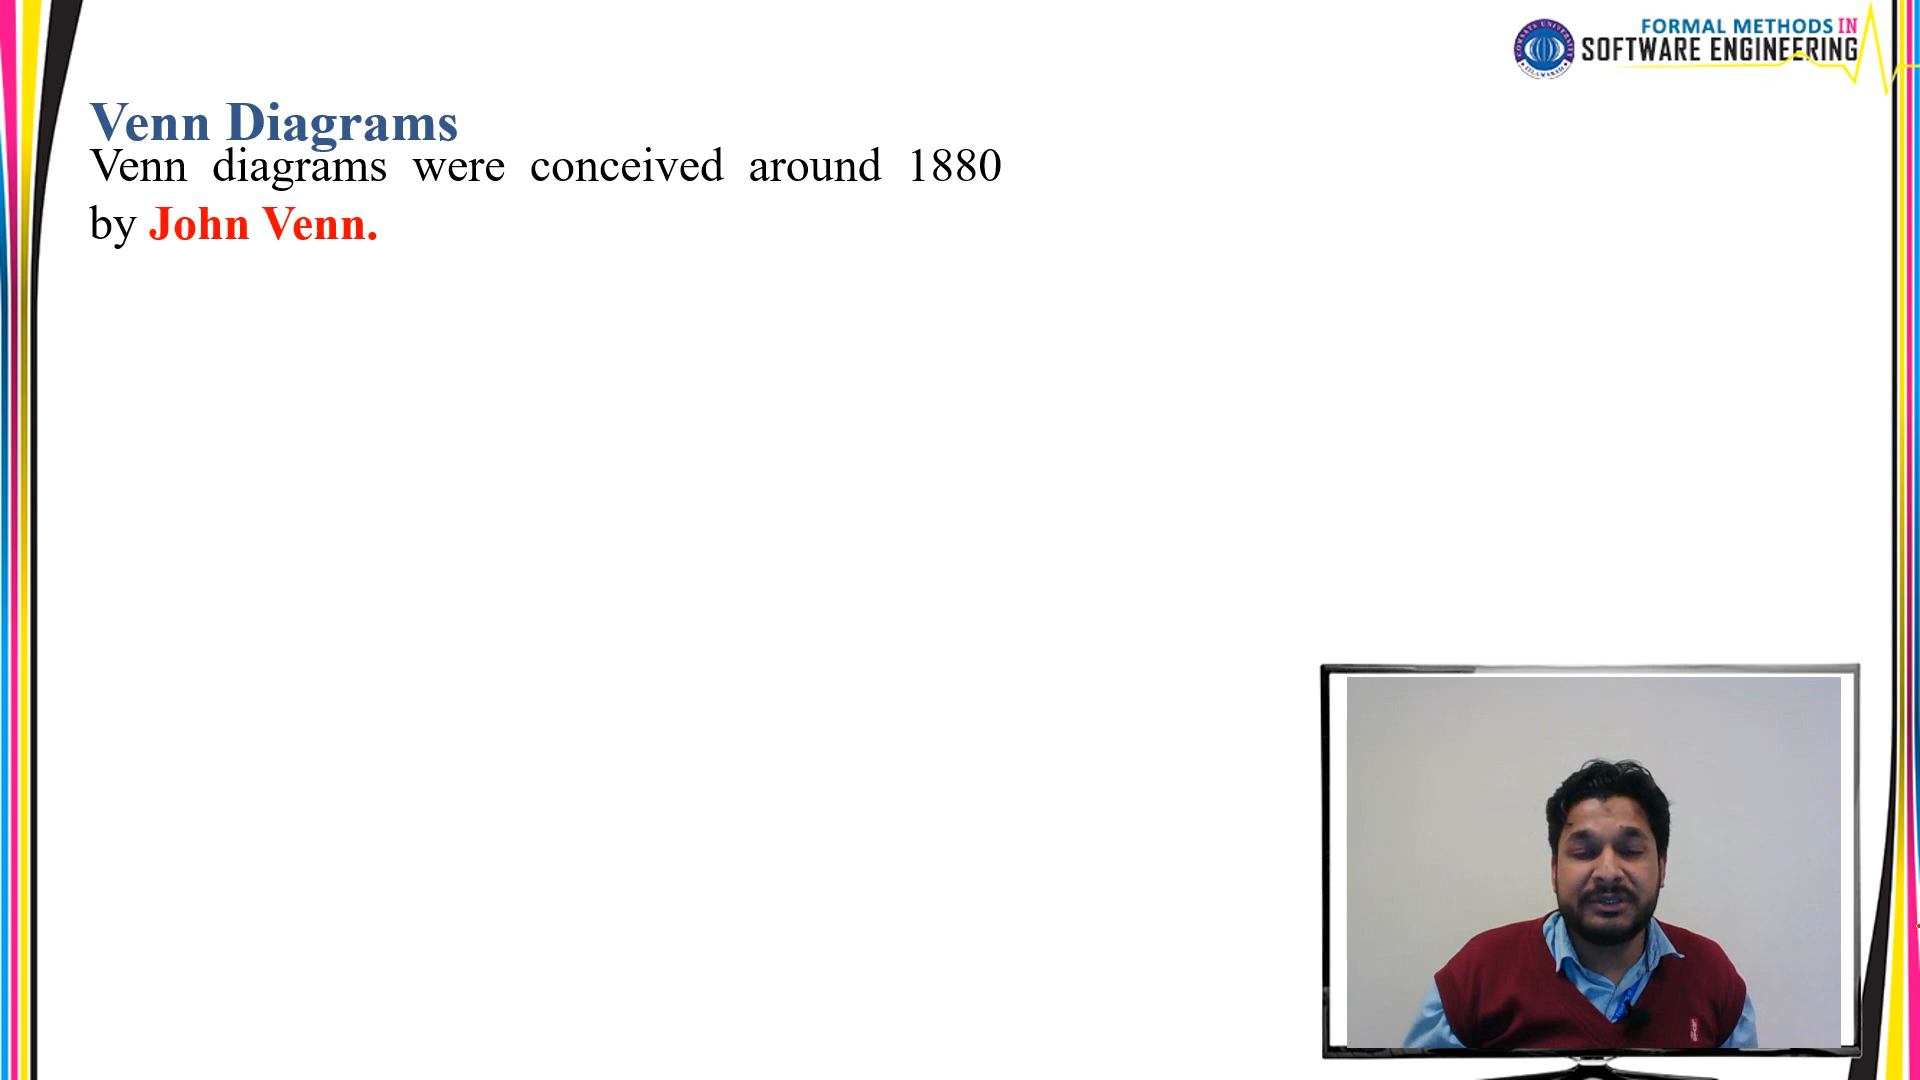 FORMAL METHODS IN
SOFTWARE ENGINEERING
Venn Diagrams
Venn diagrams were conceived around 1880
by John Venn.